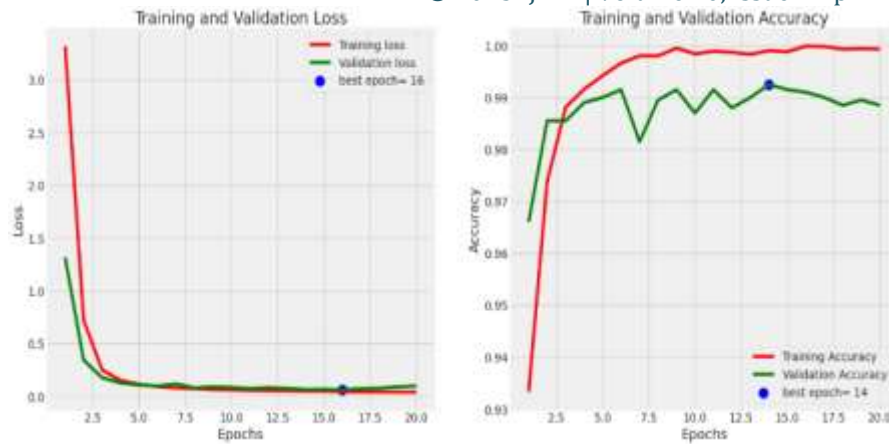 Training and Validation Loss
Training loss
Validation loss
best epoch= 16
3.0
2.5
2.0
1.5
1.0
0.5
0.0
Loss
2.5 5.0 7.5 10.0 12.5 15.0 17.5 20.0
Epochs
Training and Validation Accuracy
1.00
0.99
0.98
0.97
0.96
0.95
0.94
0.93
Accuracy
Training Accuracy
Validation Accuracy
best epoch= 14
2.5 5.0 7.5 10.0 12.5 15.0 17.5 20.0
Epochs